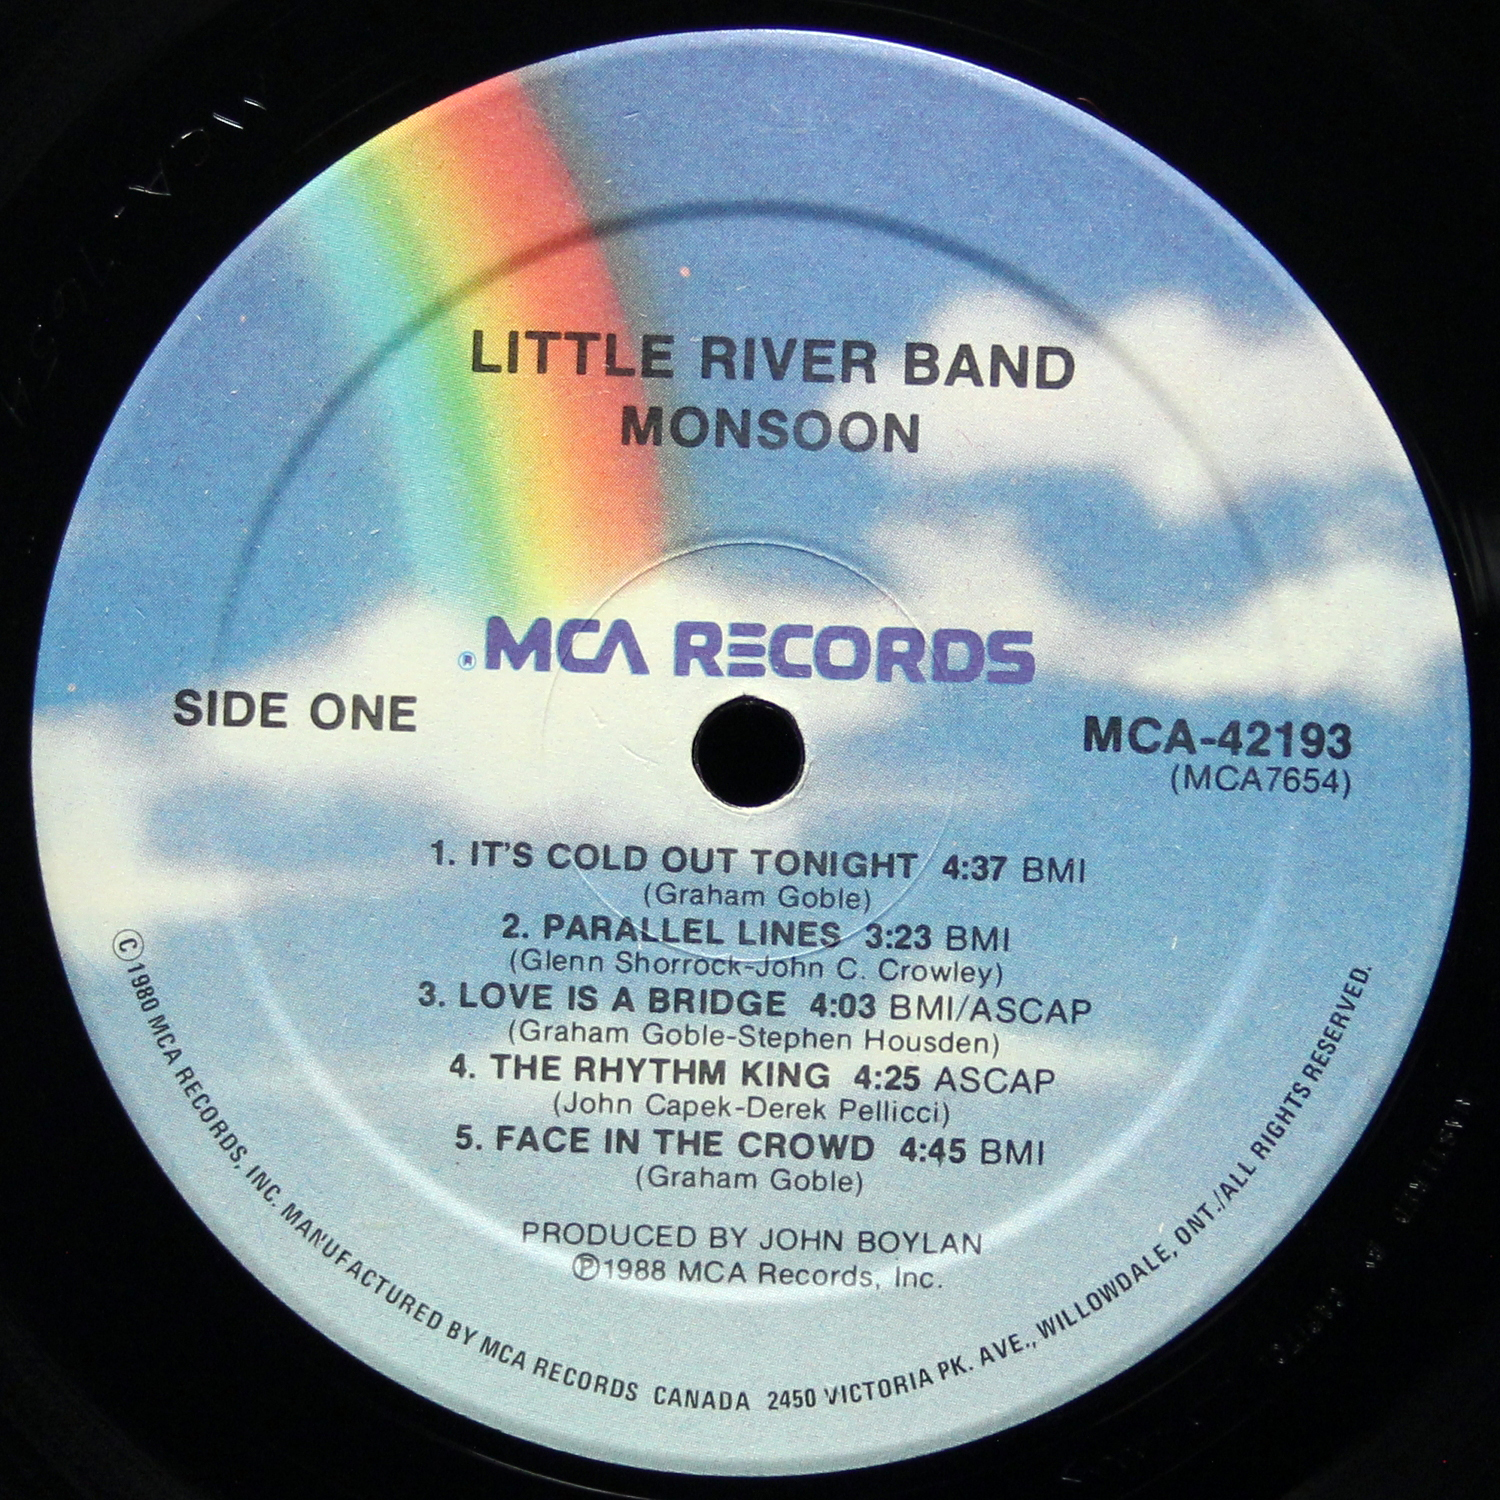 LITTLE RIVER BAND
MONSOON
®MCA RECORDS
SIDE ONE
MCA-42193
(MCA7654)
1. IT'S COLD OUT TONIGHT 4:37 BMI
(Graham Goble)
2. PARALLEL LINES 3:23 BMI
(Glenn Shorrock-John C. Crowley)
3. LOVE IS A BRIDGE 4:03 BMI/ASCAP
(Graham Goble-Stephen Housden)
4. THE RHYTHM KING 4:25 ASCAP
(John Capek-Derek Pellicci)
5. FACE IN THE CROWD 4:45 BMI
(Graham Goble)
PRODUCED BY JOHN BOYLAN
℗1988 MCA Records, Inc.
©1980 MCA RECORDS, INC. MANUFACTURED BY MCA RECORDS CANADA 2450 VICTORIA PK. AVE., WILLOWDALE, ONT./ALL RIGHTS RESERVED.